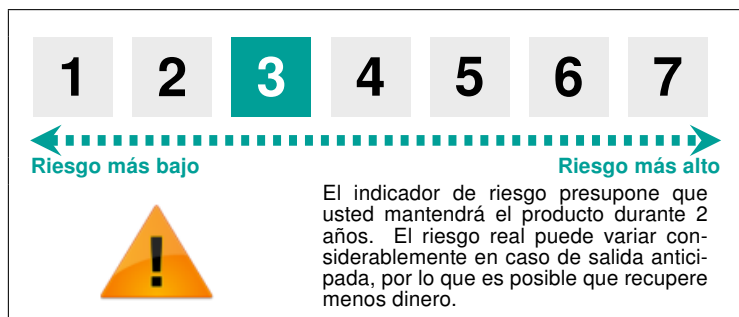 1 2 3 4 5 6 7
Riesgo más bajo Riesgo más alto
El indicador de riesgo presupone que
usted mantendrá el producto durante 2
años. El riesgo real puede variar con-
siderablemente en caso de salida antici-
pada, por lo que es posible que recupere
menos dinero.